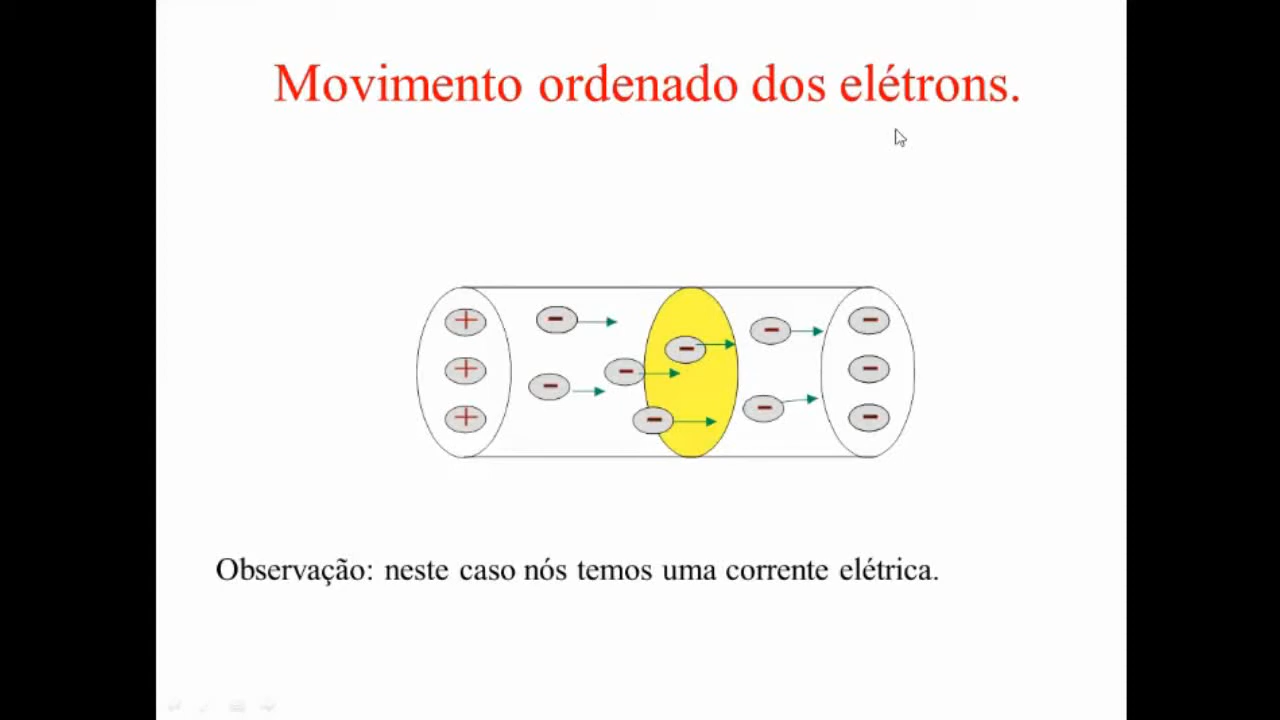 Movimento ordenado dos elétrons.
+ - - - -
+ - - -
+ - - -
Observação: neste caso nós temos uma corrente elétrica.